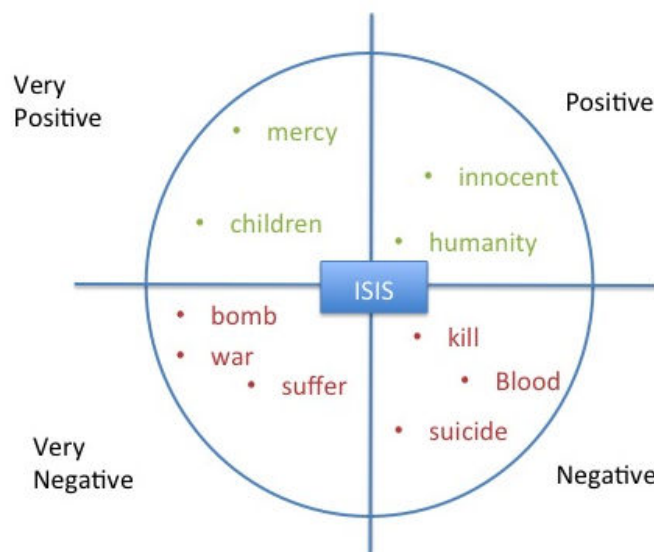 Very
Positive
Positive
mercy
innocent
children
humanity
ISIS
bomb
kill
war
suffer
Blood
suicide
Very
Negative
Negative